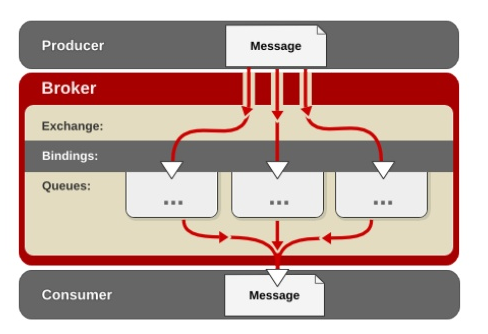 Producer
Message
Broker
Exchange:
Bindings:
Queues:
... ... ...
Consumer
Message